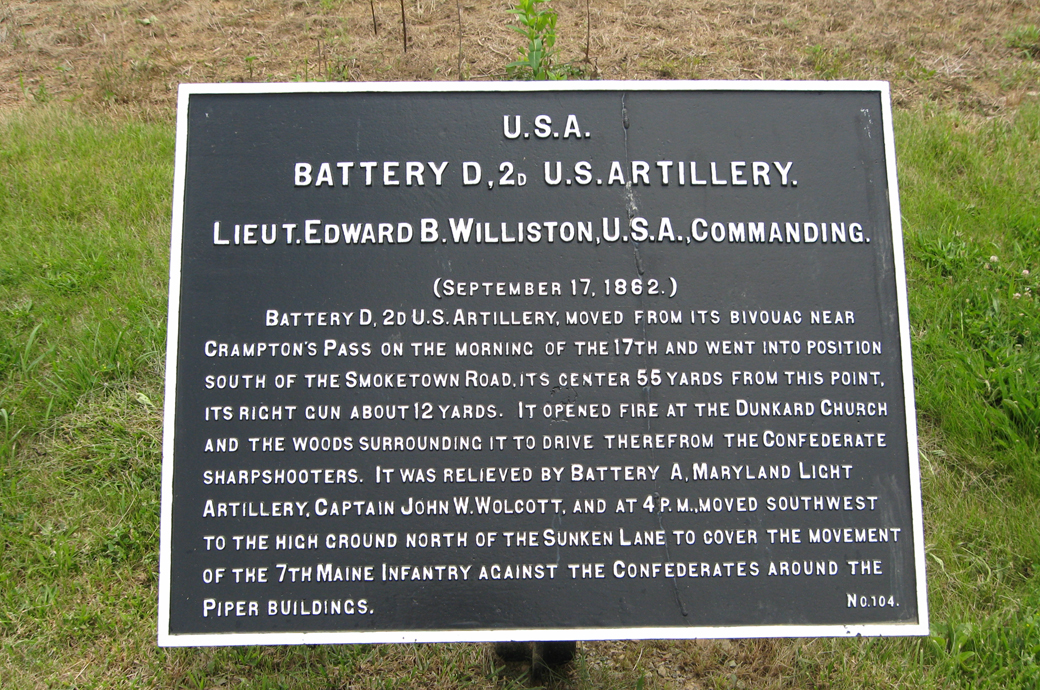 U.S.A.
BATTERY D, 2D U.S. ARTILLERY.
LIEUT. EDWARD B. WILLISTON, U.S.A., COMMANDING.
(SEPTEMBER 17, 1862.)
BATTERY D, 2D U.S. ARTILLERY, MOVED FROM ITS BIVOUAC NEAR
CRAMPTON'S PASS ON THE MORNING OF THE 17TH AND WENT INTO POSITION
SOUTH OF THE SMOKETOWN ROAD, ITS CENTER 55 YARDS FROM THIS POINT,
ITS RIGHT GUN ABOUT 12 YARDS. IT OPENED FIRE AT THE DUNKARD CHURCH
AND THE WOODS SURROUNDING IT TO DRIVE THEREFROM THE CONFEDERATE
SHARPSHOOTERS. IT WAS RELIEVED BY BATTERY A, MARYLAND LIGHT
ARTILLERY, CAPTAIN JOHN W. WOLCOTT, AND AT 4 P.M., MOVED SOUTHWEST
TO THE HIGH GROUND NORTH OF THE SUNKEN LANE TO COVER THE MOVEMENT
OF THE 7TH MAINE INFANTRY AGAINST THE CONFEDERATES AROUND THE
PIPER BUILDINGS.
NO. 104.